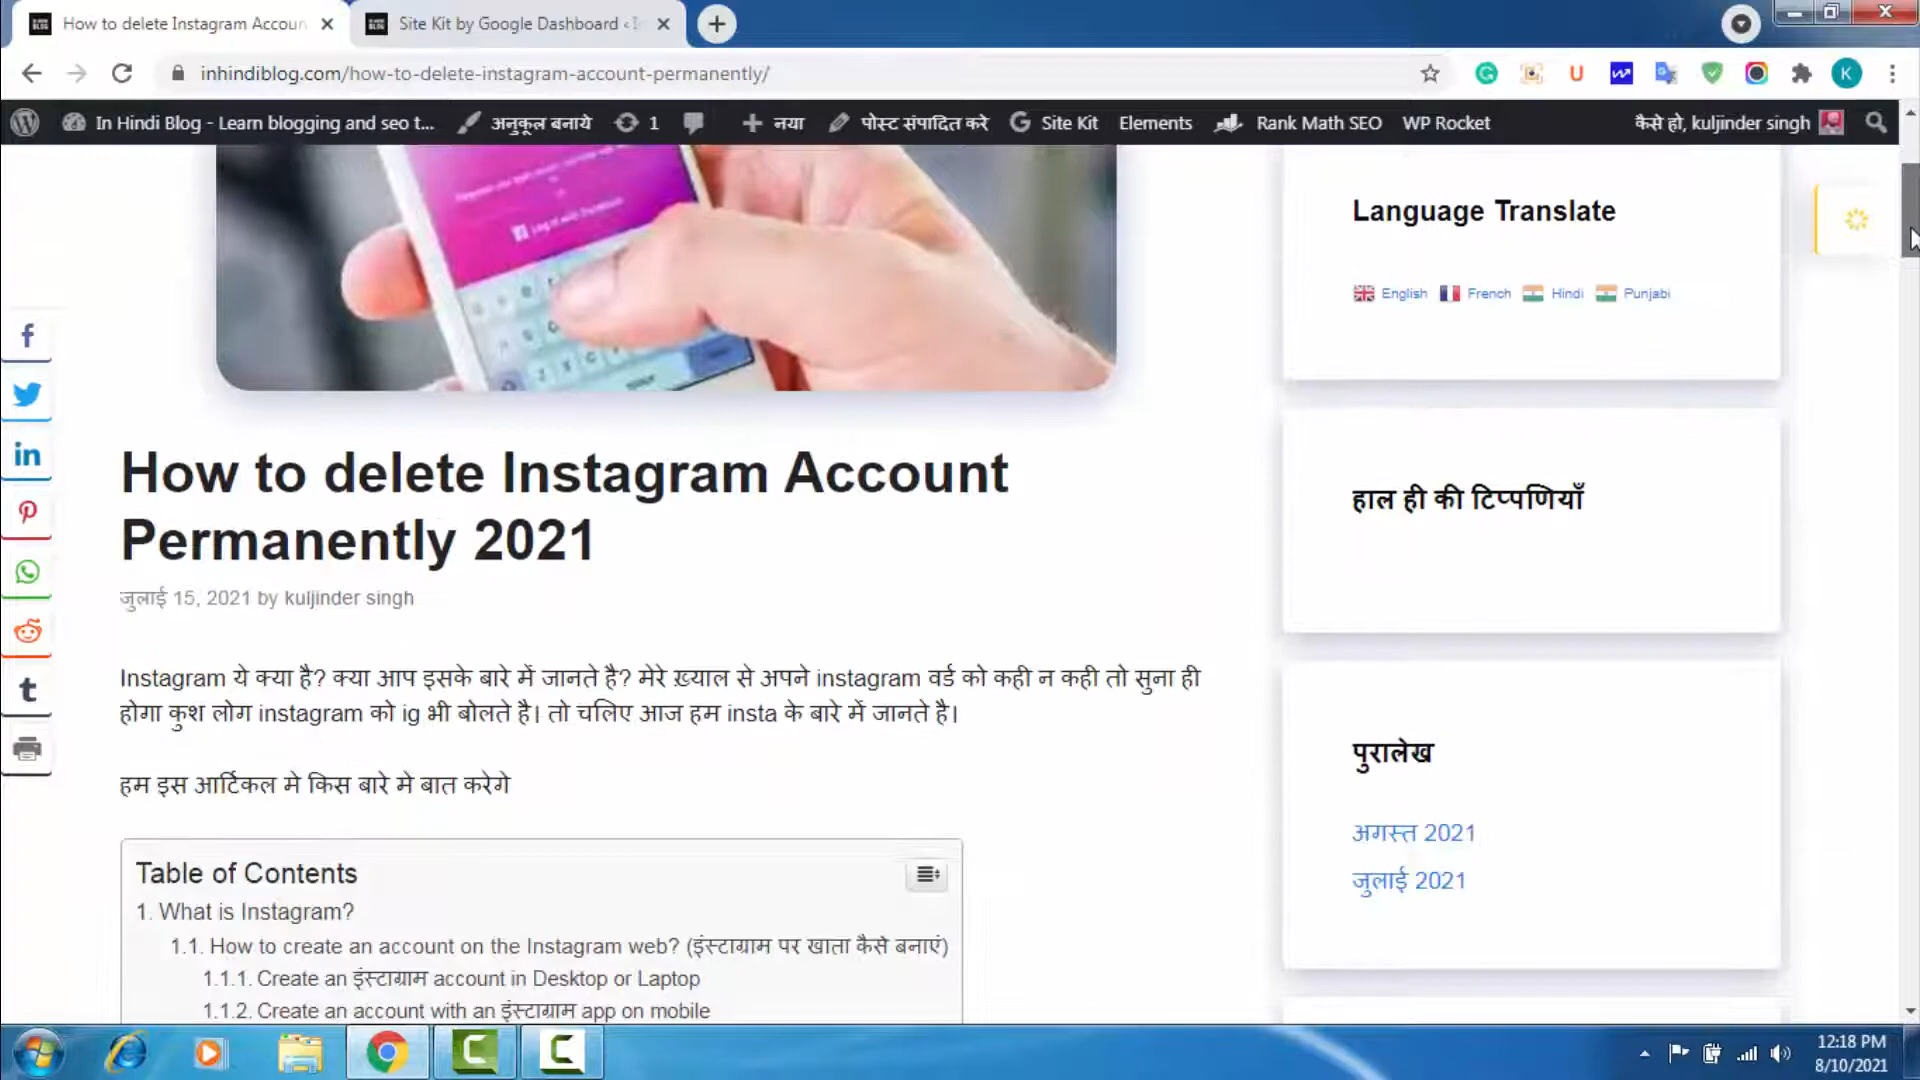 How to delete Instagram Accoun
Site Kit by Google Dashboard ‹ I
inhindiblog.com/how-to-delete-instagram-account-permanently/
K
In Hindi Blog - Learn blogging and seo t...
अनुकूल बनाये
1
नया
पोस्ट संपादित करे
Site Kit
Elements
Rank Math SEO
WP Rocket
कैसे हो, kuljinder singh
Language Translate
English French Hindi Punjabi
How to delete Instagram Account
Permanently 2021
जुलाई 15, 2021 by kuljinder singh
Instagram ये क्या है? क्या आप इसके बारे में जानते है? मेरे ख़्याल से अपने instagram वर्ड को कही न कही तो सुना ही
होगा कुश लोग instagram को ig भी बोलते है। तो चलिए आज हम insta के बारे में जानते है।
हम इस आर्टिकल मे किस बारे मे बात करेगे
Table of Contents
1. What is Instagram?
1.1. How to create an account on the Instagram web? (इंस्टाग्राम पर खाता कैसे बनाएं)
1.1.1. Create an इंस्टाग्राम account in Desktop or Laptop
1.1.2. Create an account with an इंस्टाग्राम app on mobile
हाल ही की टिप्पणियाँ
पुरालेख
अगस्त 2021
जुलाई 2021
12:18 PM
8/10/2021